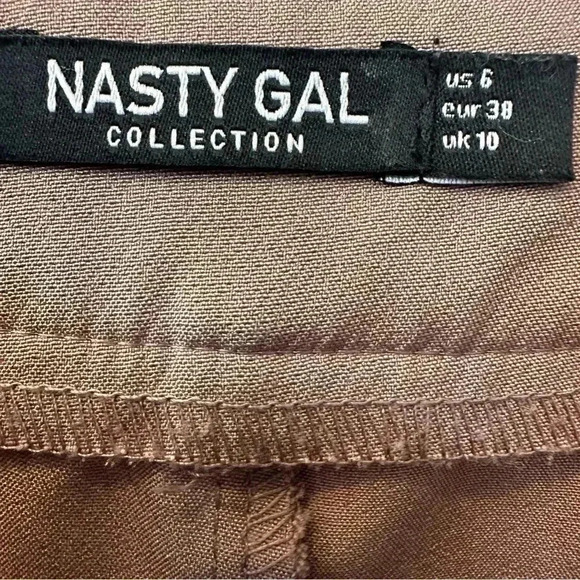 NASTY GAL
COLLECTION
us 6
eur 38
uk 10